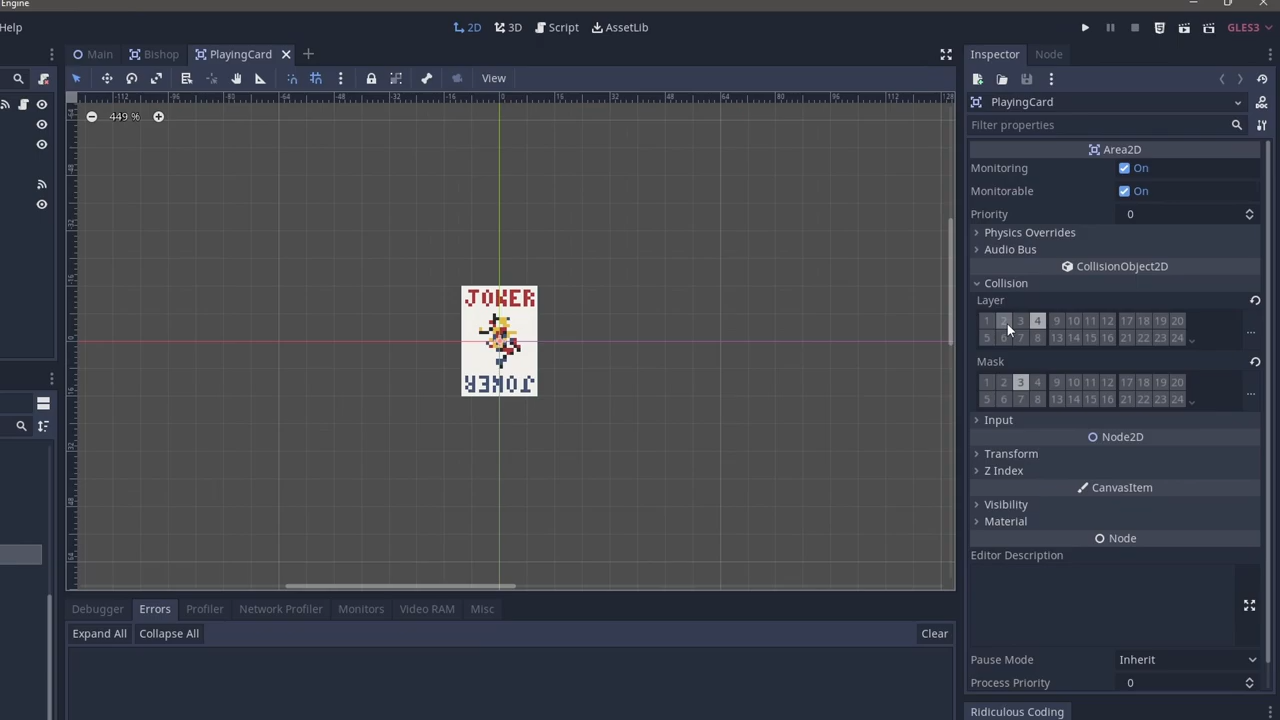 Engine
Help
2D
3D
Script
AssetLib
GLES3
Main
Bishop
PlayingCard
View
449 %
JOKER
JOKER
Debugger
Errors
Profiler
Network Profiler
Monitors
Video RAM
Misc
Expand All
Collapse All
Clear
Inspector
Node
PlayingCard
Filter properties
Area2D
Monitoring
On
Monitorable
On
Priority
0
Physics Overrides
Audio Bus
CollisionObject2D
Collision
Layer
1 2 3 4 9 10 11 12 17 18 19 20
5 6 7 8 13 14 15 16 21 22 23 24
Mask
1 2 3 4 9 10 11 12 17 18 19 20
5 6 7 8 13 14 15 16 21 22 23 24
Input
Node2D
Transform
Z Index
CanvasItem
Visibility
Material
Node
Editor Description
Pause Mode
Inherit
Process Priority
0
Ridiculous Coding